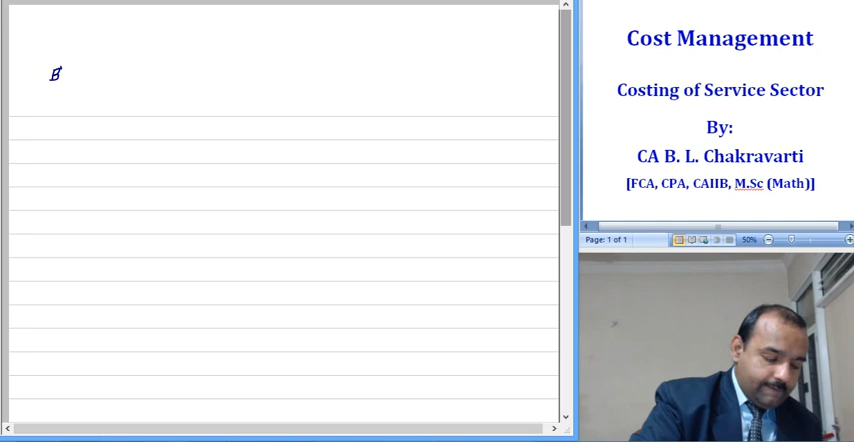 B
Cost Management
Costing of Service Sector
By:
CA B. L. Chakravarti
[FCA, CPA, CAIIB, M.Sc (Math)]
Page: 1 of 1
50%